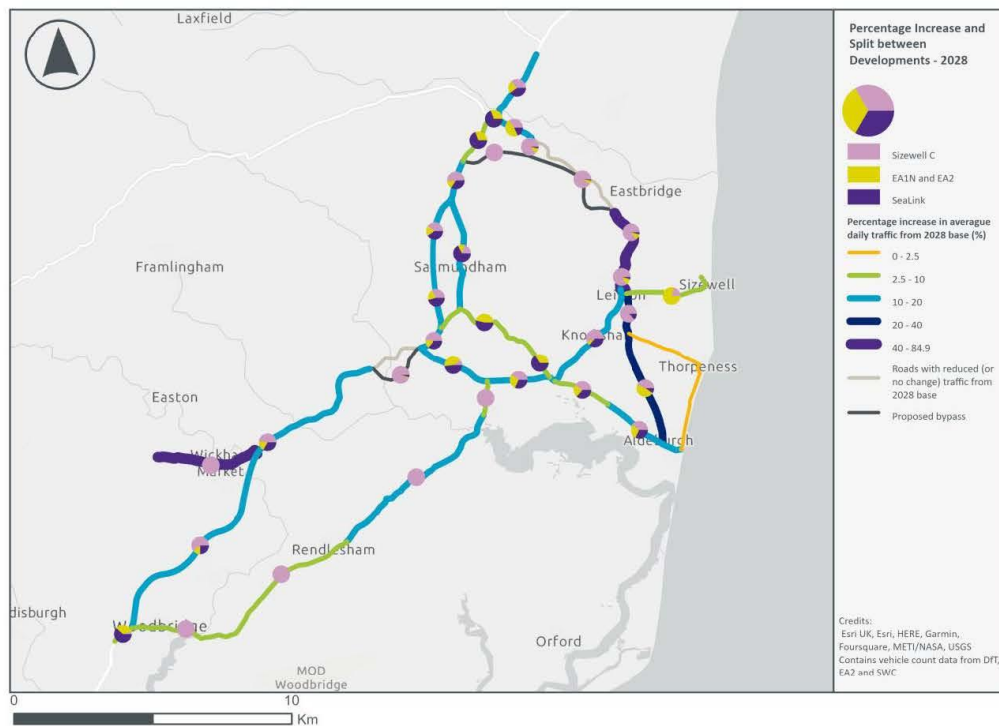 Laxfield
Eastbridge
Framlingham
Saxmundham
Sizewell
Leiston
Knodishall
Thorpeness
Easton
Aldeburgh
Wickham
Market
Rendlesham
Woodbridge
Orford
MOD
Woodbridge
0
10
Km
Percentage Increase and
Split between
Developments - 2028
Sizewell C
EA1N and EA2
SeaLink
Percentage increase in averague
daily traffic from 2028 base (%)
0 - 2.5
2.5 - 10
10 - 20
20 - 40
40 - 84.9
Roads with reduced (or
no change) traffic from
2028 base
Proposed bypass
Credits:
Esri UK, Esri, HERE, Garmin,
Foursquare, METI/NASA, USGS
Contains vehicle count data from DfT,
EA2 and SWC